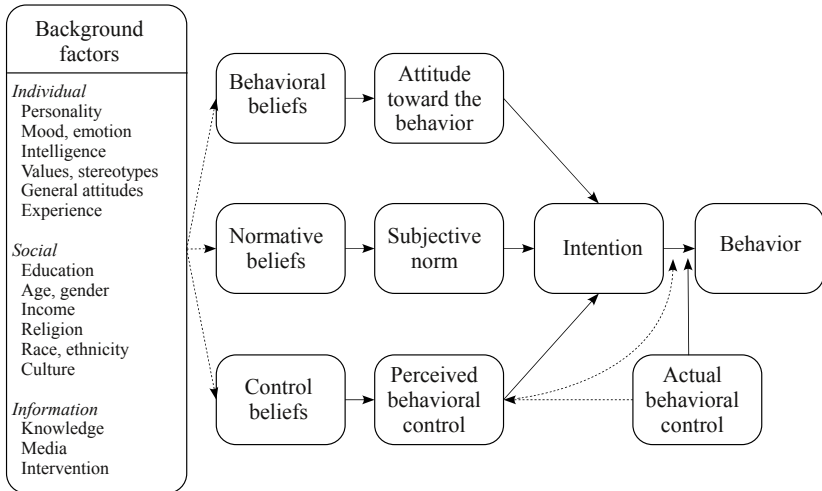 Background
factors
Individual
Personality
Mood, emotion
Intelligence
Values, stereotypes
General attitudes
Experience
Social
Education
Age, gender
Income
Religion
Race, ethnicity
Culture
Information
Knowledge
Media
Intervention
Behavioral
beliefs
Attitude
toward the
behavior
Normative
beliefs
Subjective
norm
Intention
Behavior
Control
beliefs
Perceived
behavioral
control
Actual
behavioral
control